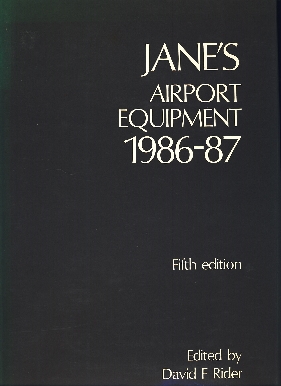 JANE'S
AIRPORT
EQUIPMENT
1986-87
Fifth edition
Edited by
David F Rider